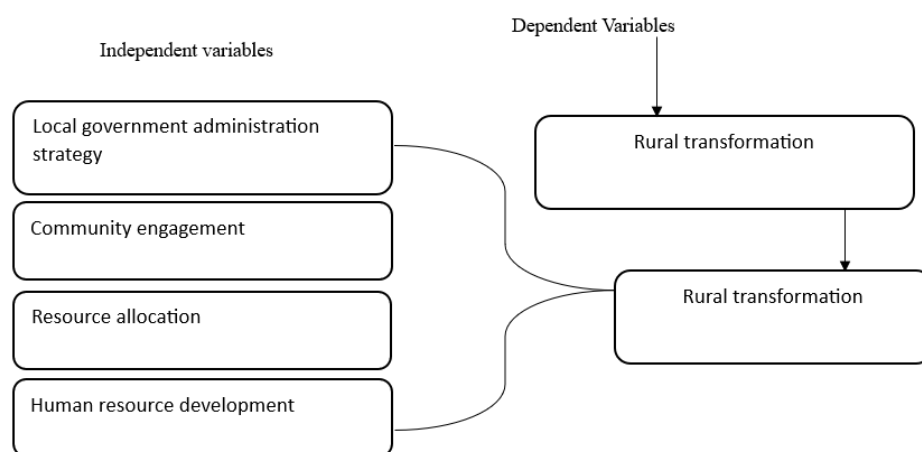 Independent variables
Dependent Variables
Local government administration
strategy
Community engagement
Resource allocation
Human resource development
Rural transformation
Rural transformation